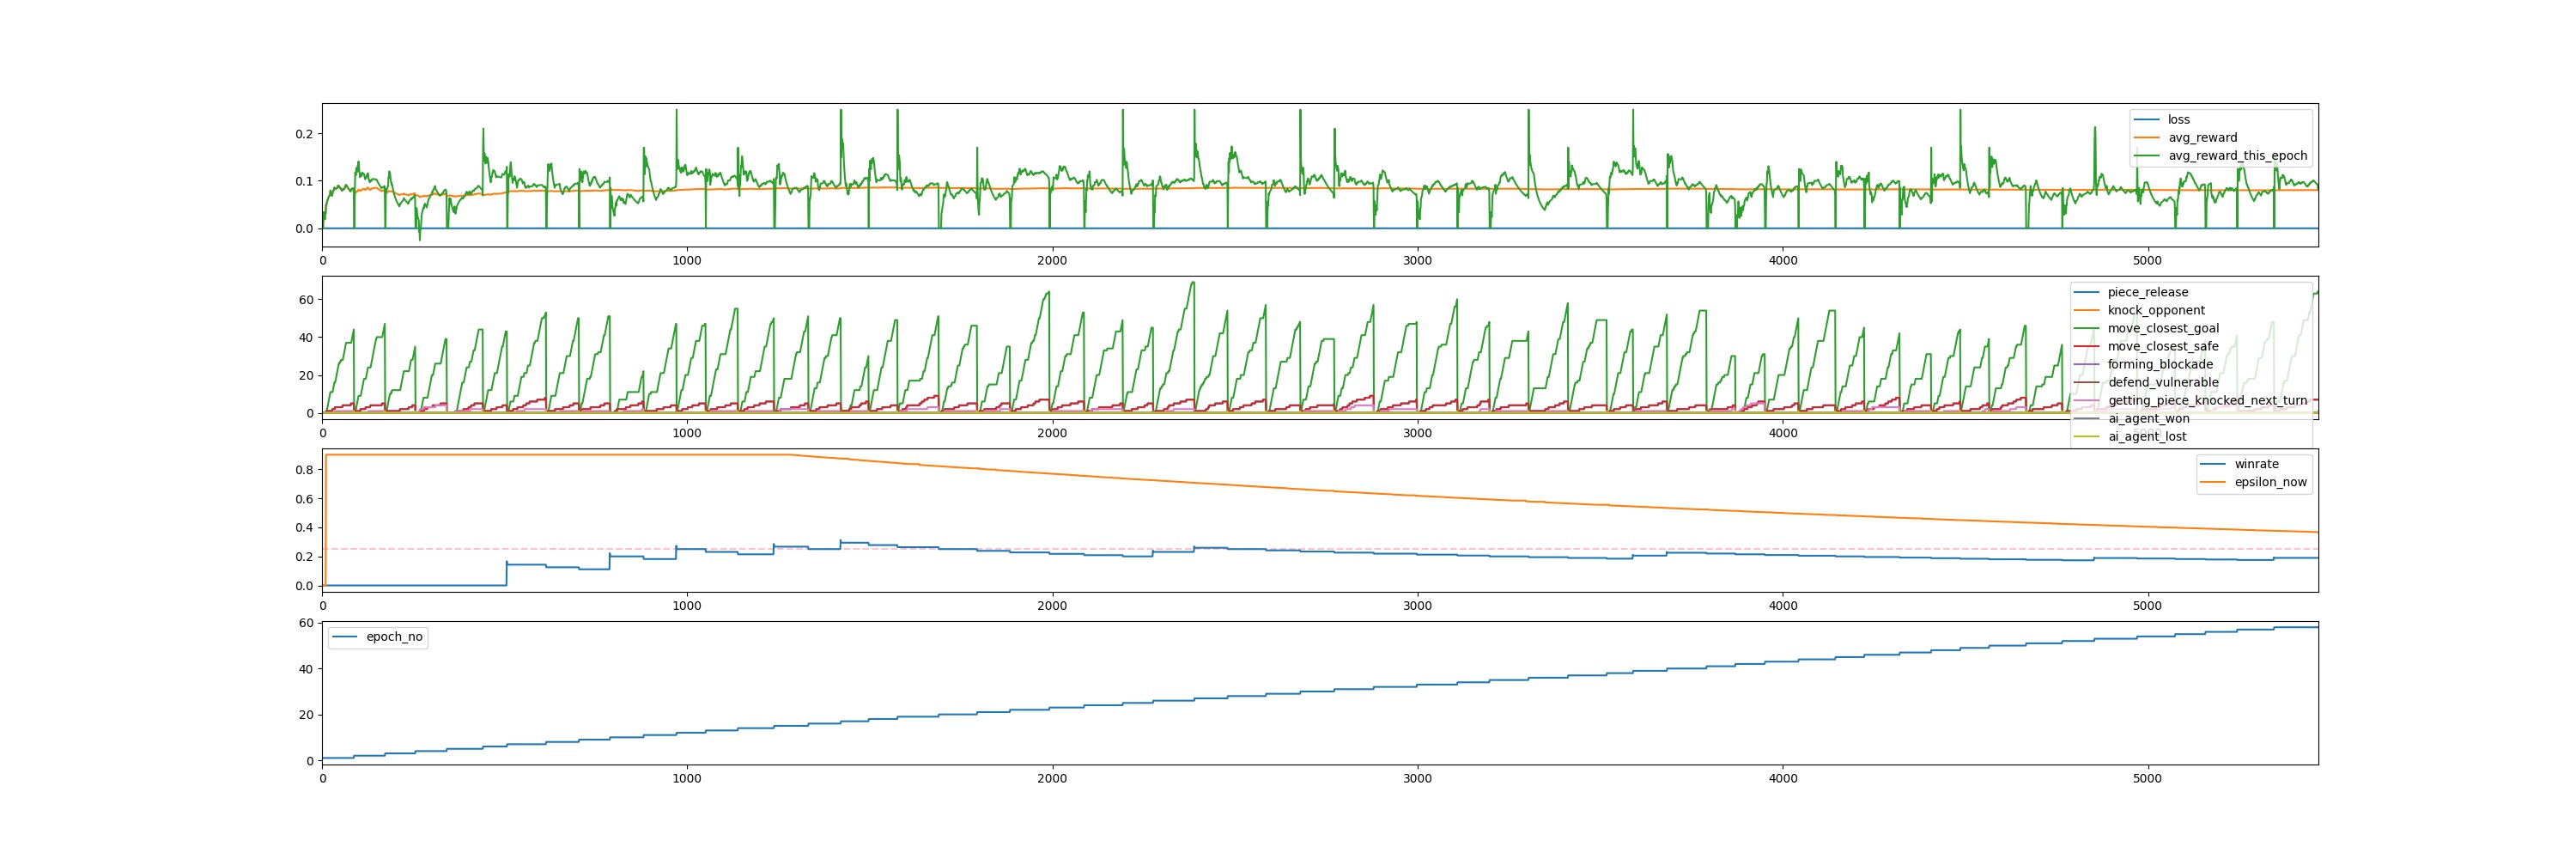 0.2
0.1
0.0
loss
avg_reward
avg_reward_this_epoch
0 1000 2000 3000 4000 5000
60
40
20
0
piece_release
knock_opponent
move_closest_goal
move_closest_safe
forming_blockade
defend_vulnerable
getting_piece_knocked_next_turn
ai_agent_won
ai_agent_lost
0 1000 2000 3000 4000 5000
0.8
0.6
0.4
0.2
0.0
winrate
epsilon_now
0 1000 2000 3000 4000 5000
60
40
20
0
epoch_no
0 1000 2000 3000 4000 5000